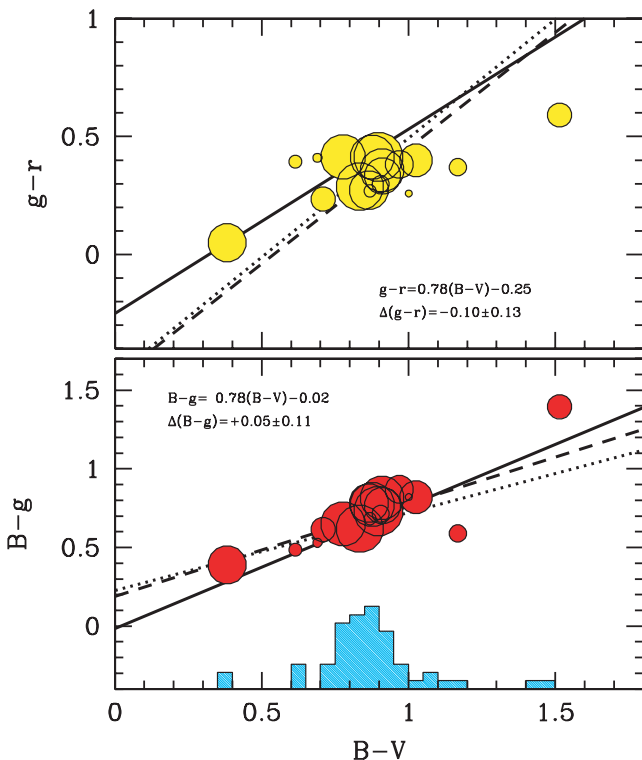 1
0.5
0
g-r
g-r=0.78(B-V)-0.25
Δ(g-r)=-0.10±0.13
B-g= 0.78(B-V)-0.02
Δ(B-g)=+0.05±0.11
1.5
1
0.5
0
B-g
0 0.5 1 1.5
B-V